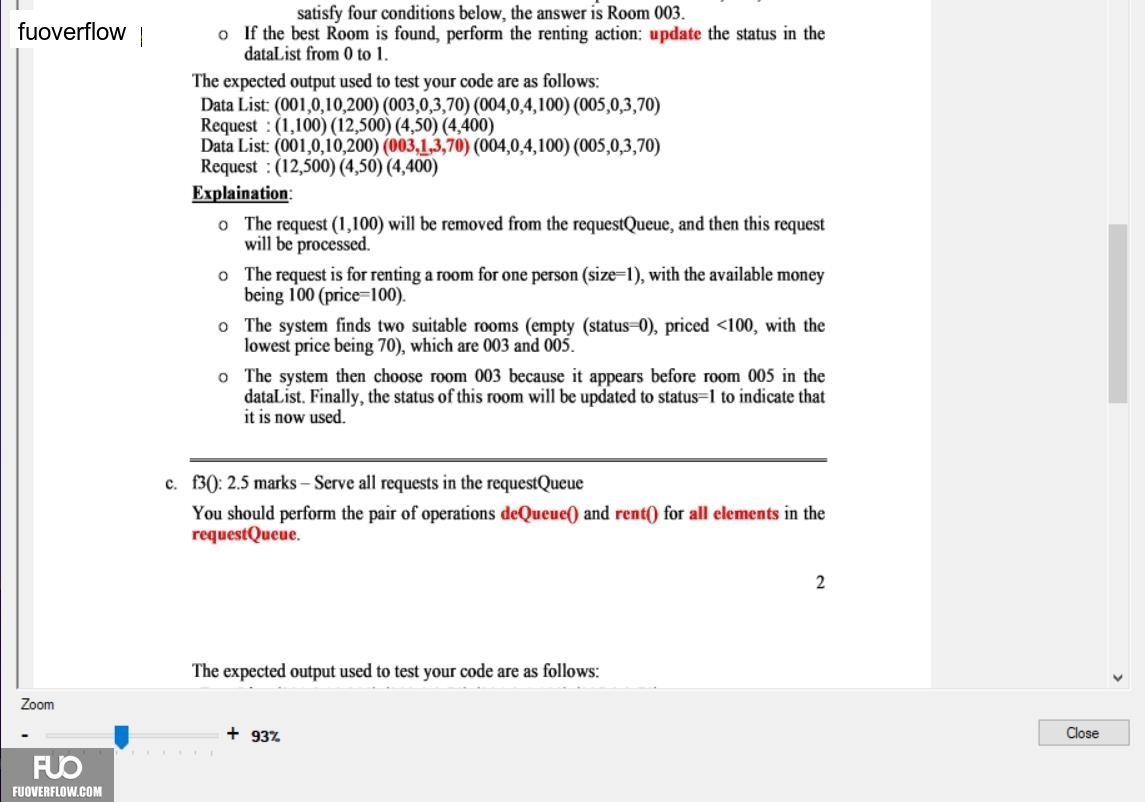 satisfy four conditions below, the answer is Room 003.
fuoverflow
o If the best Room is found, perform the renting action: update the status in the
dataList from 0 to 1.
The expected output used to test your code are as follows:
Data List: (001,0,10,200) (003,0,3,70) (004,0,4,100) (005,0,3,70)
Request : (1,100) (12,500) (4,50) (4,400)
Data List: (001,0,10,200) (003,1,3,70) (004,0,4,100) (005,0,3,70)
Request : (12,500) (4,50) (4,400)
Explaination:
o The request (1,100) will be removed from the requestQueue, and then this request
will be processed.
o The request is for renting a room for one person (size=1), with the available money
being 100 (price=100).
o The system finds two suitable rooms (empty (status=0), priced <100, with the
lowest price being 70), which are 003 and 005.
o The system then choose room 003 because it appears before room 005 in the
dataList. Finally, the status of this room will be updated to status=1 to indicate that
it is now used.
c. f3(): 2.5 marks – Serve all requests in the requestQueue
You should perform the pair of operations deQueue() and rent() for all elements in the
requestQueue.
2
The expected output used to test your code are as follows:
Zoom
- + 93%
Close
FUO
FUOVERFLOW.COM